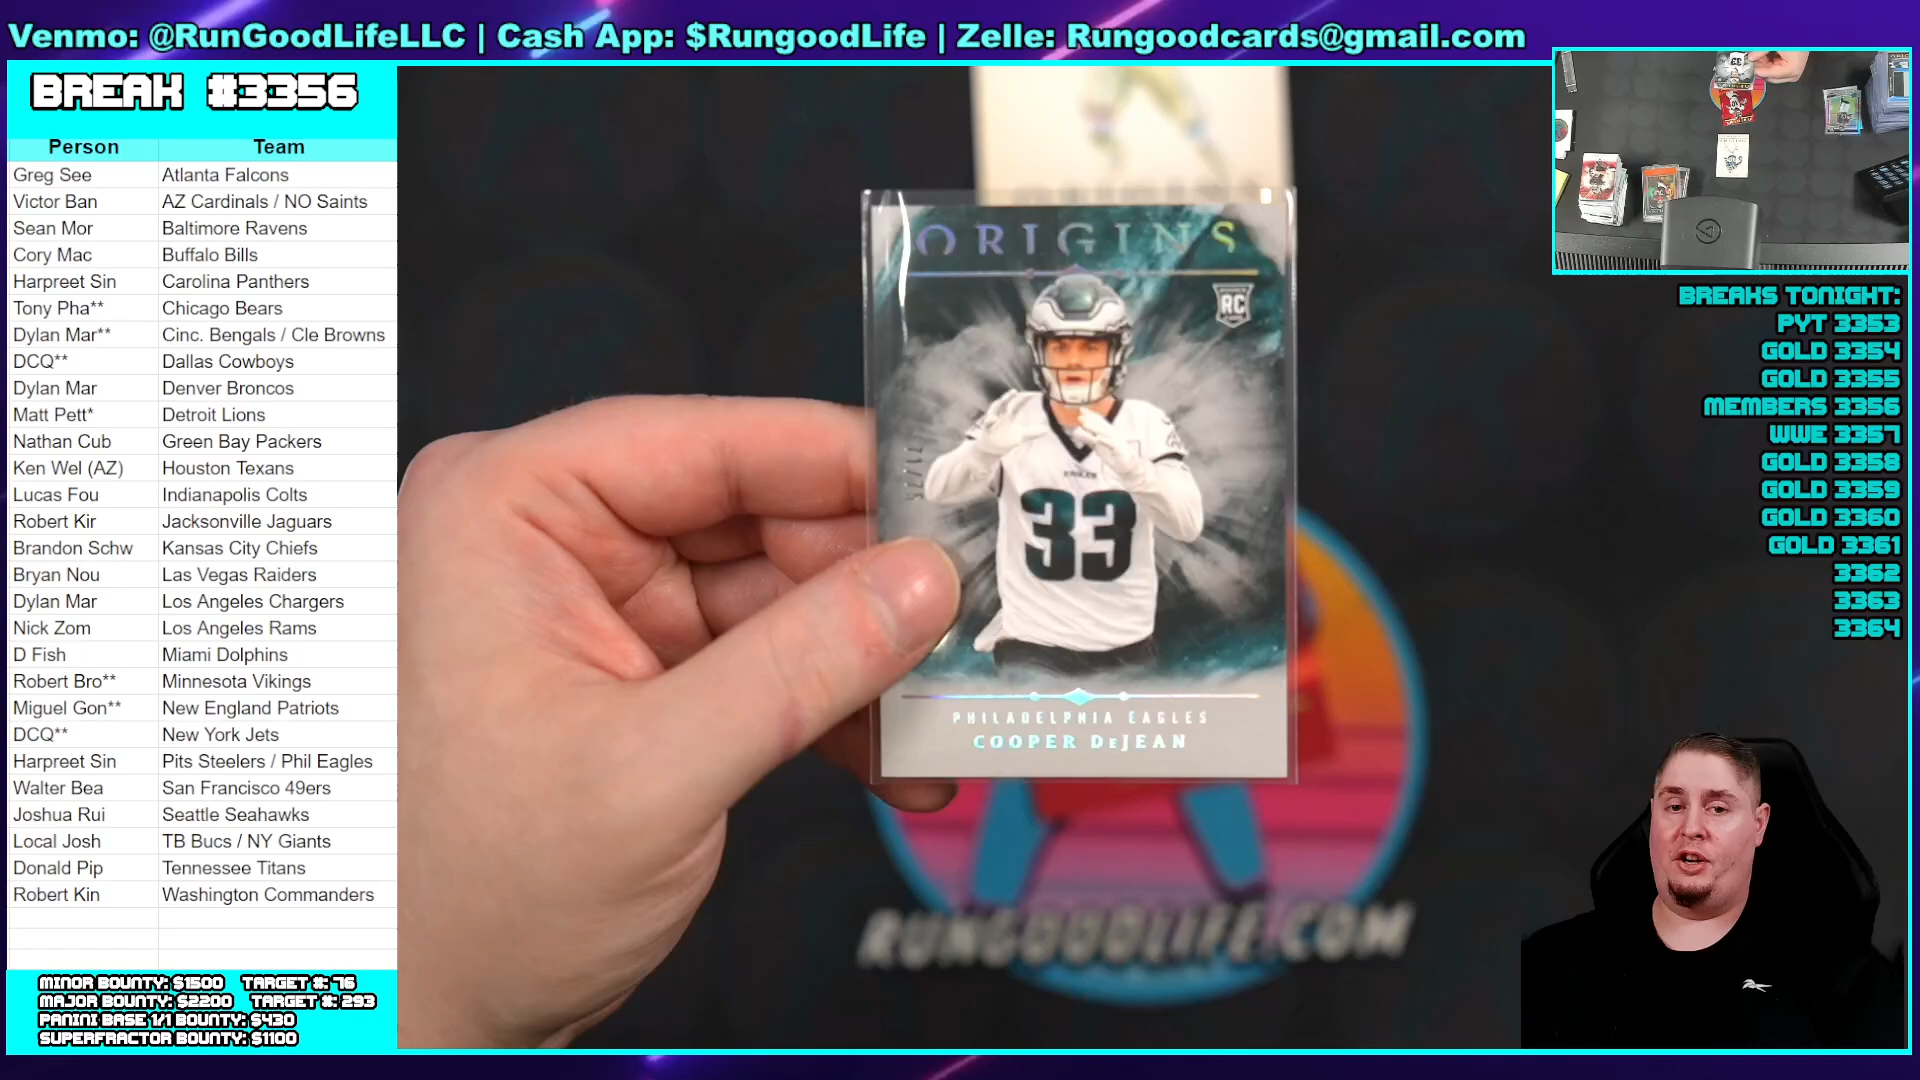 Venmo: @RunGoodLifeLLC | Cash App: $RungoodLife | Zelle: Rungoodcards@gmail.com
BREAK #3356
Person Team
Greg See Atlanta Falcons
Victor Ban AZ Cardinals / NO Saints
Sean Mor Baltimore Ravens
Cory Mac Buffalo Bills
Harpreet Sin Carolina Panthers
Tony Pha** Chicago Bears
Dylan Mar** Cinc. Bengals / Cle Browns
DCQ** Dallas Cowboys
Dylan Mar Denver Broncos
Matt Pett* Detroit Lions
Nathan Cub Green Bay Packers
Ken Wel (AZ) Houston Texans
Lucas Fou Indianapolis Colts
Robert Kir Jacksonville Jaguars
Brandon Schw Kansas City Chiefs
Bryan Nou Las Vegas Raiders
Dylan Mar Los Angeles Chargers
Nick Zom Los Angeles Rams
D Fish Miami Dolphins
Robert Bro** Minnesota Vikings
Miguel Gon** New England Patriots
DCQ** New York Jets
Harpreet Sin Pits Steelers / Phil Eagles
Walter Bea San Francisco 49ers
Joshua Rui Seattle Seahawks
Local Josh TB Bucs / NY Giants
Donald Pip Tennessee Titans
Robert Kin Washington Commanders
MINOR BOUNTY: $1500 TARGET #: 76
MAJOR BOUNTY: $2200 TARGET #: 293
PANINI BASE 1/1 BOUNTY: $430
SUPERFRACTOR BOUNTY: $1100
ORIGINS
RC
EAGLES
33
PHILADELPHIA EAGLES
COOPER DeJEAN
RUNGOODLIFE.COM
BREAKS TONIGHT:
PYT 3353
GOLD 3354
GOLD 3355
MEMBERS 3356
WWE 3357
GOLD 3358
GOLD 3359
GOLD 3360
GOLD 3361
3362
3363
3364